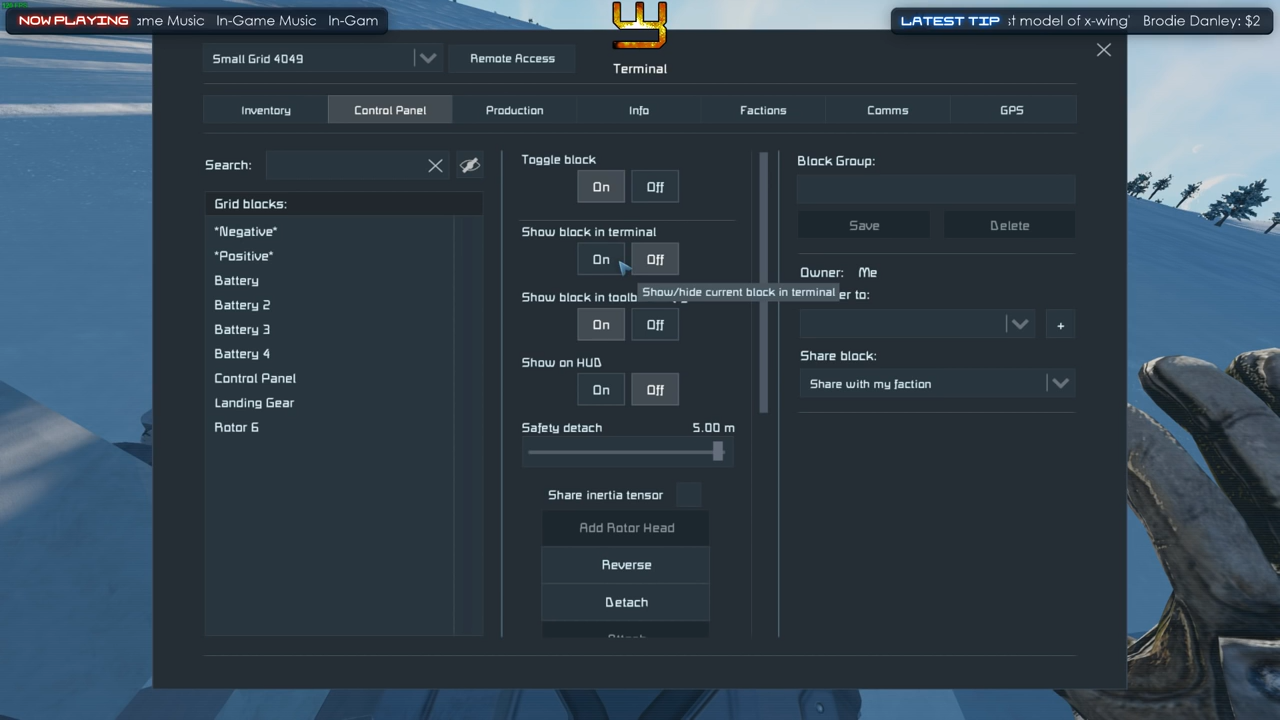 NOW PLAYING ame Music In-Game Music In-Gam
LATEST TIP st model of x-wing' Brodie Danley: $2
Small Grid 4049
Remote Access
Terminal
Inventory
Control Panel
Production
Info
Factions
Comms
GPS
Search:
Grid blocks:
*Negative*
*Positive*
Battery
Battery 2
Battery 3
Battery 4
Control Panel
Landing Gear
Rotor 6
Toggle block
On Off
Show block in terminal
On Off
Show/hide current block in terminal
Show block in toolb
On Off
Show on HUD
On Off
Safety detach 5.00 m
Share inertia tensor
Add Rotor Head
Reverse
Detach
Attach
Block Group:
Save Delete
Owner: Me
er to:
+
Share block:
Share with my faction